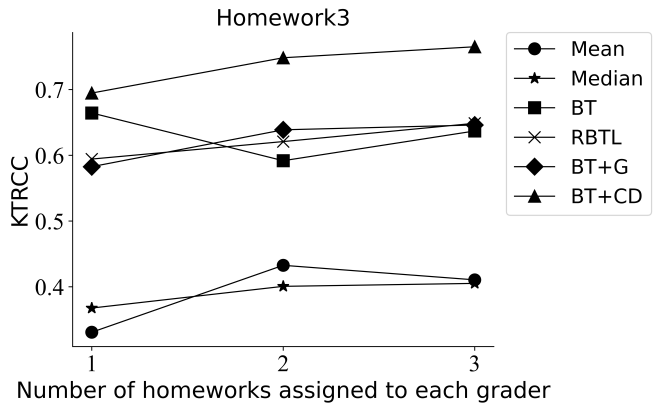 Homework3
KTRCC
0.7
0.6
0.5
0.4
1
2
3
Number of homeworks assigned to each grader
Mean
Median
BT
RBTL
BT+G
BT+CD